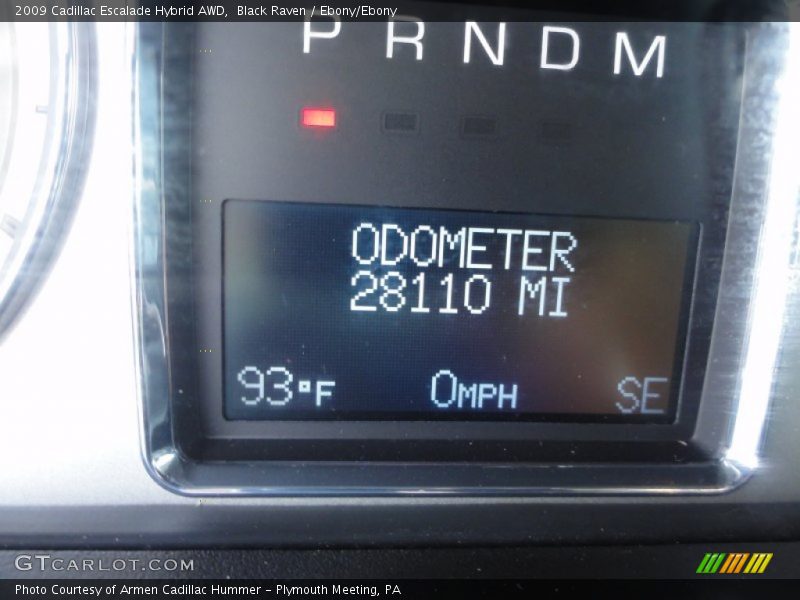 2009 Cadillac Escalade Hybrid AWD, Black Raven / Ebony/Ebony
P R N D M
ODOMETER
28110 MI
93°F 0MPH SE
GTCARLOT.COM
Photo Courtesy of Armen Cadillac Hummer - Plymouth Meeting, PA